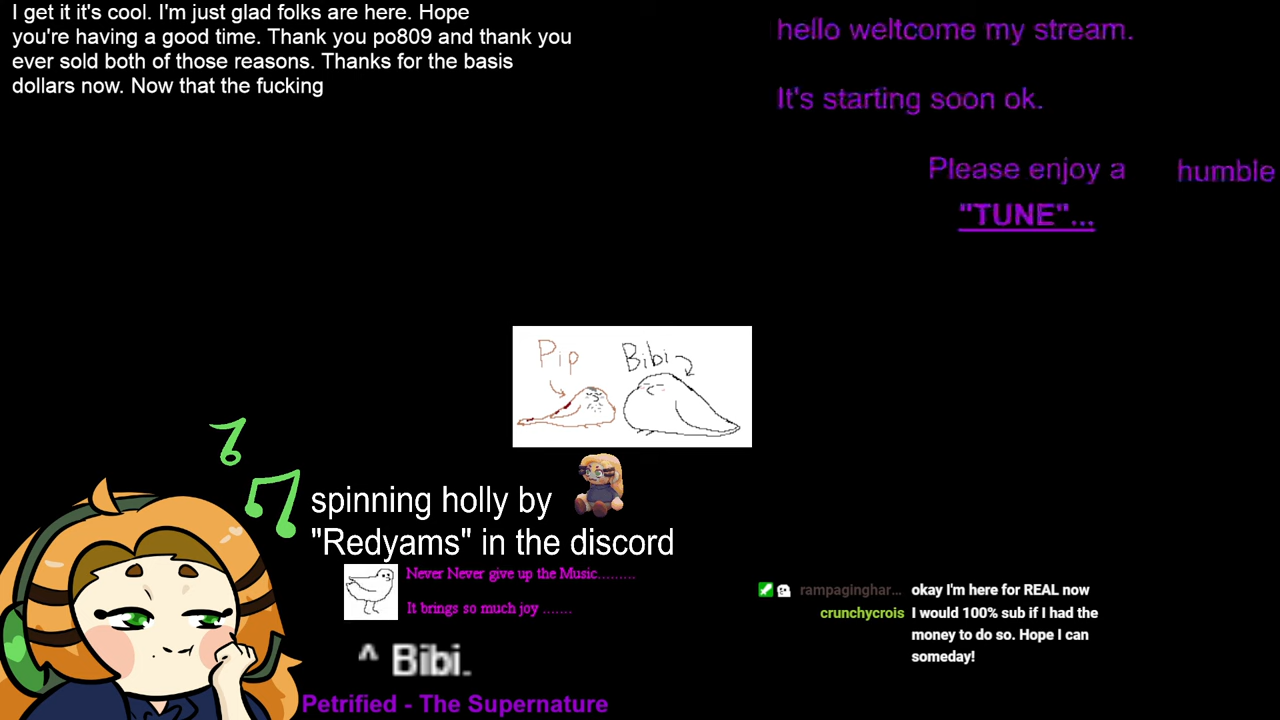 I get it it's cool. I'm just glad folks are here. Hope
you're having a good time. Thank you po809 and thank you
ever sold both of those reasons. Thanks for the basis
dollars now. Now that the fucking
hello weltcome my stream.
It's starting soon ok.
Please enjoy a humble
"TUNE"...
Pip
Bibi
spinning holly by
"Redyams" in the discord
Never Never give up the Music.........
It brings so much joy .......
^ Bibi.
Petrified - The Supernature
rampaginghar... okay I'm here for REAL now
crunchycrois I would 100% sub if I had the
money to do so. Hope I can
someday!